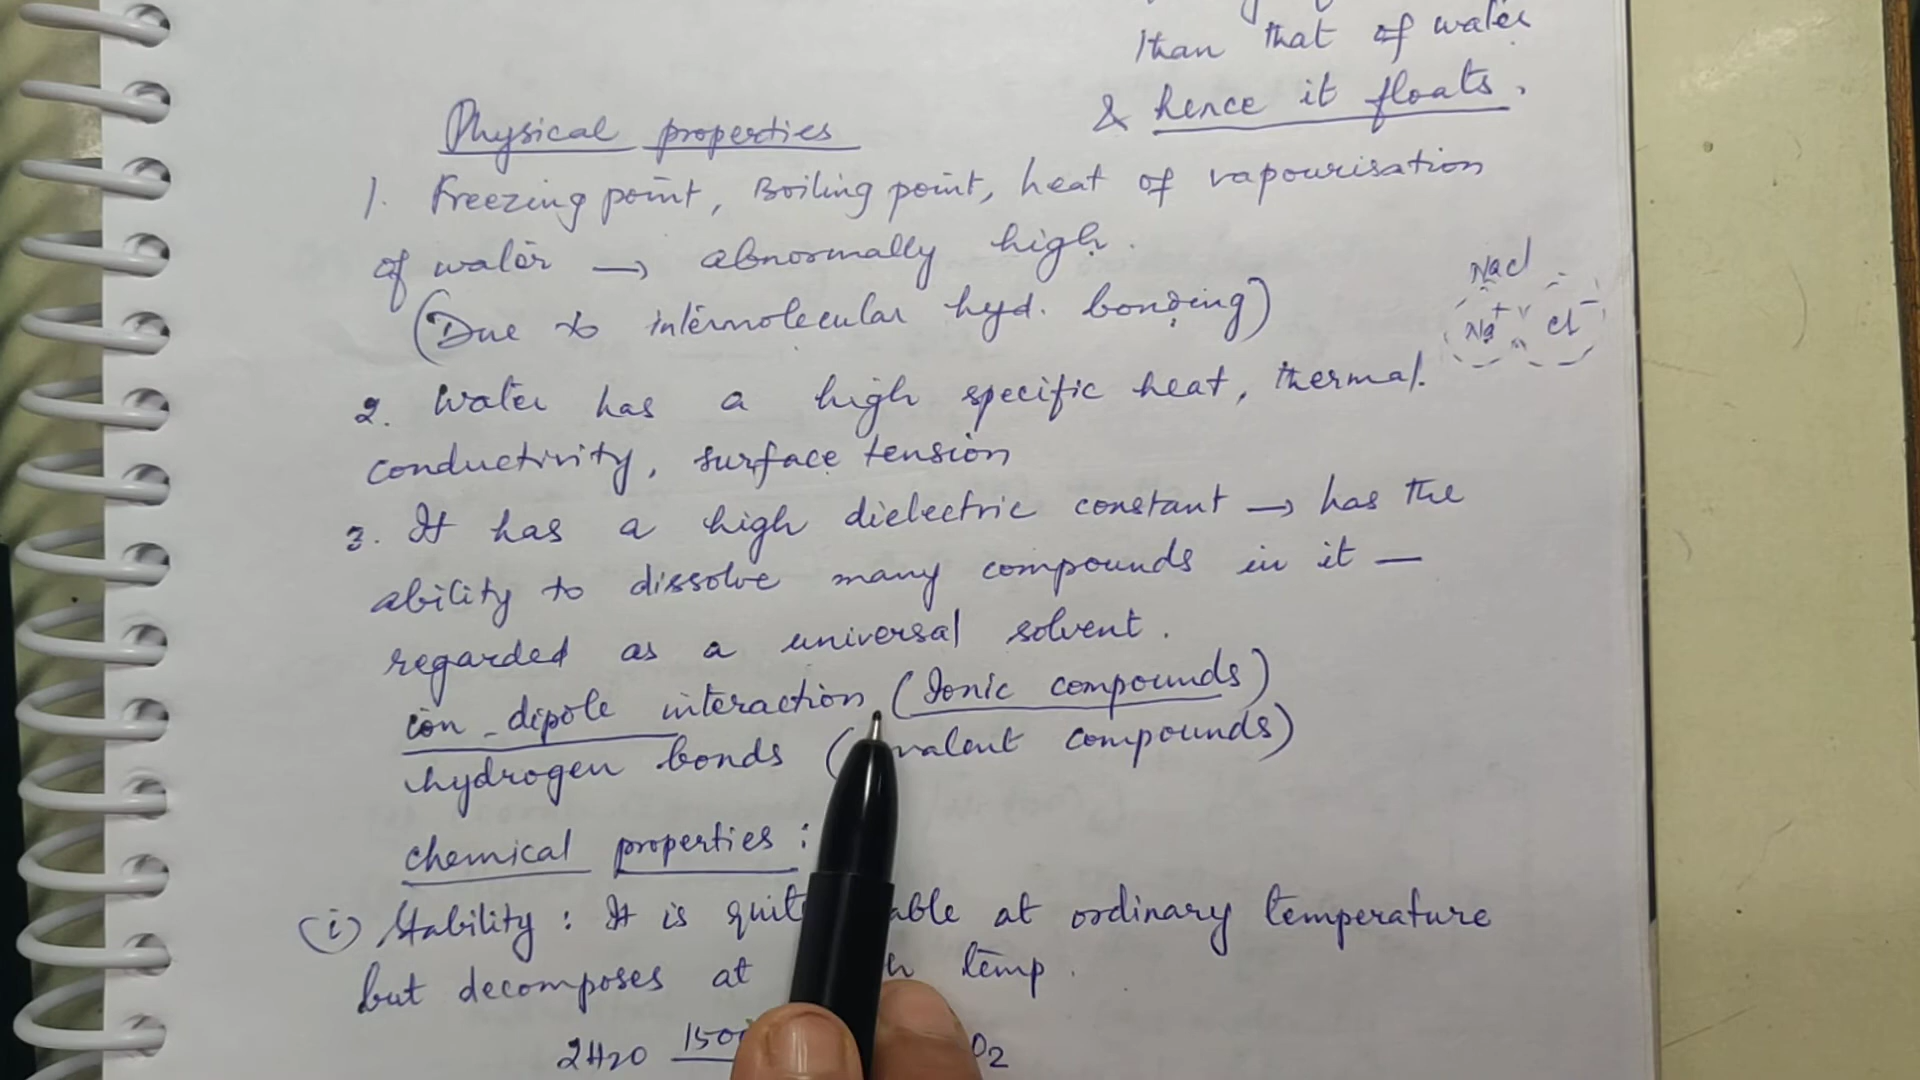 than that of water
& hence it floats.
Physical properties
1. Freezing point, Boiling point, heat of vapourisation
of water → abnormally high.
(Due to intermolecular hyd. bonding)
NaCl
Na+ Cl-
2. Water has a high specific heat, thermal
conductivity, surface tension
3. It has a high dielectric constant → has the
ability to dissolve many compounds in it —
regarded as a universal solvent.
ion-dipole interaction (Ionic compounds)
hydrogen bonds ( valent compounds)
chemical properties:
(i) Stability: It is at ordinary temperature
but decomposes at temp.
2H2O O2